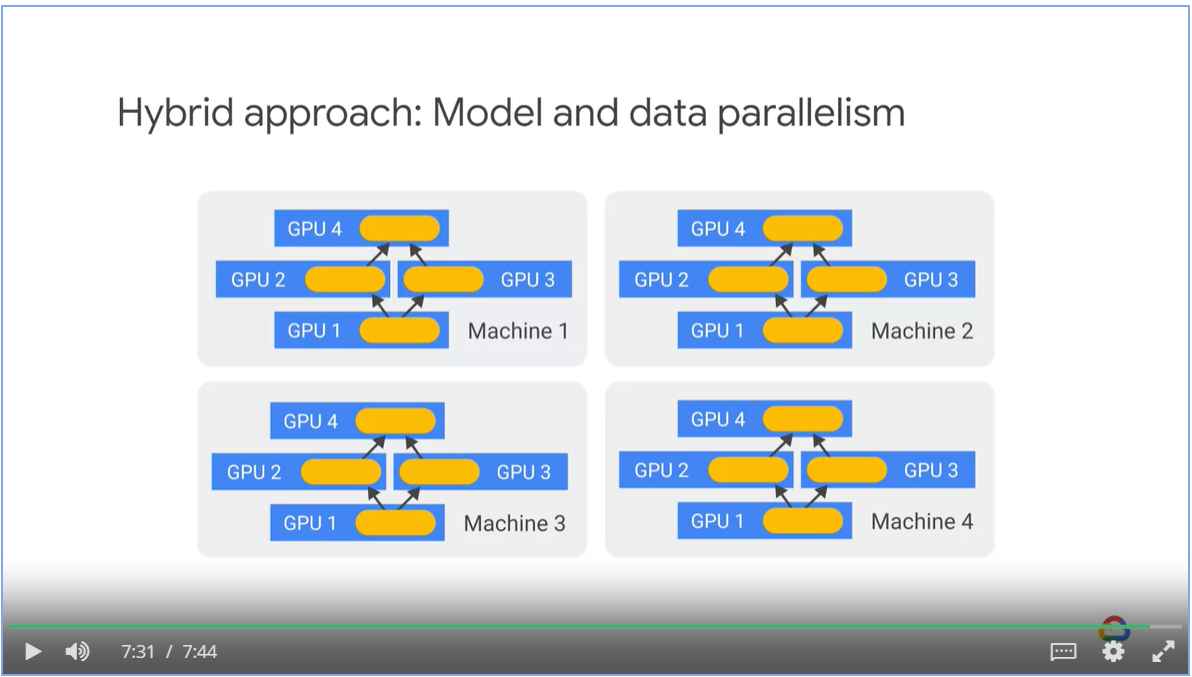 Hybrid approach: Model and data parallelism
GPU 4
GPU 2
GPU 3
GPU 1
Machine 1
GPU 4
GPU 2
GPU 3
GPU 1
Machine 2
GPU 4
GPU 2
GPU 3
GPU 1
Machine 3
GPU 4
GPU 2
GPU 3
GPU 1
Machine 4
7:31 / 7:44